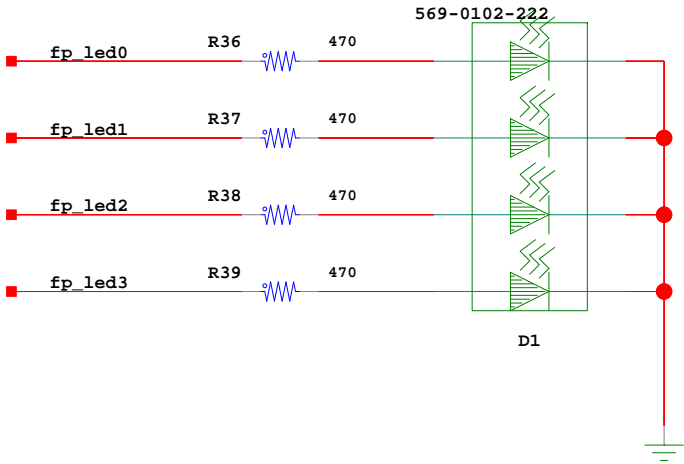 569-0102-222
fp_led0 R36 470
fp_led1 R37 470
fp_led2 R38 470
fp_led3 R39 470
D1